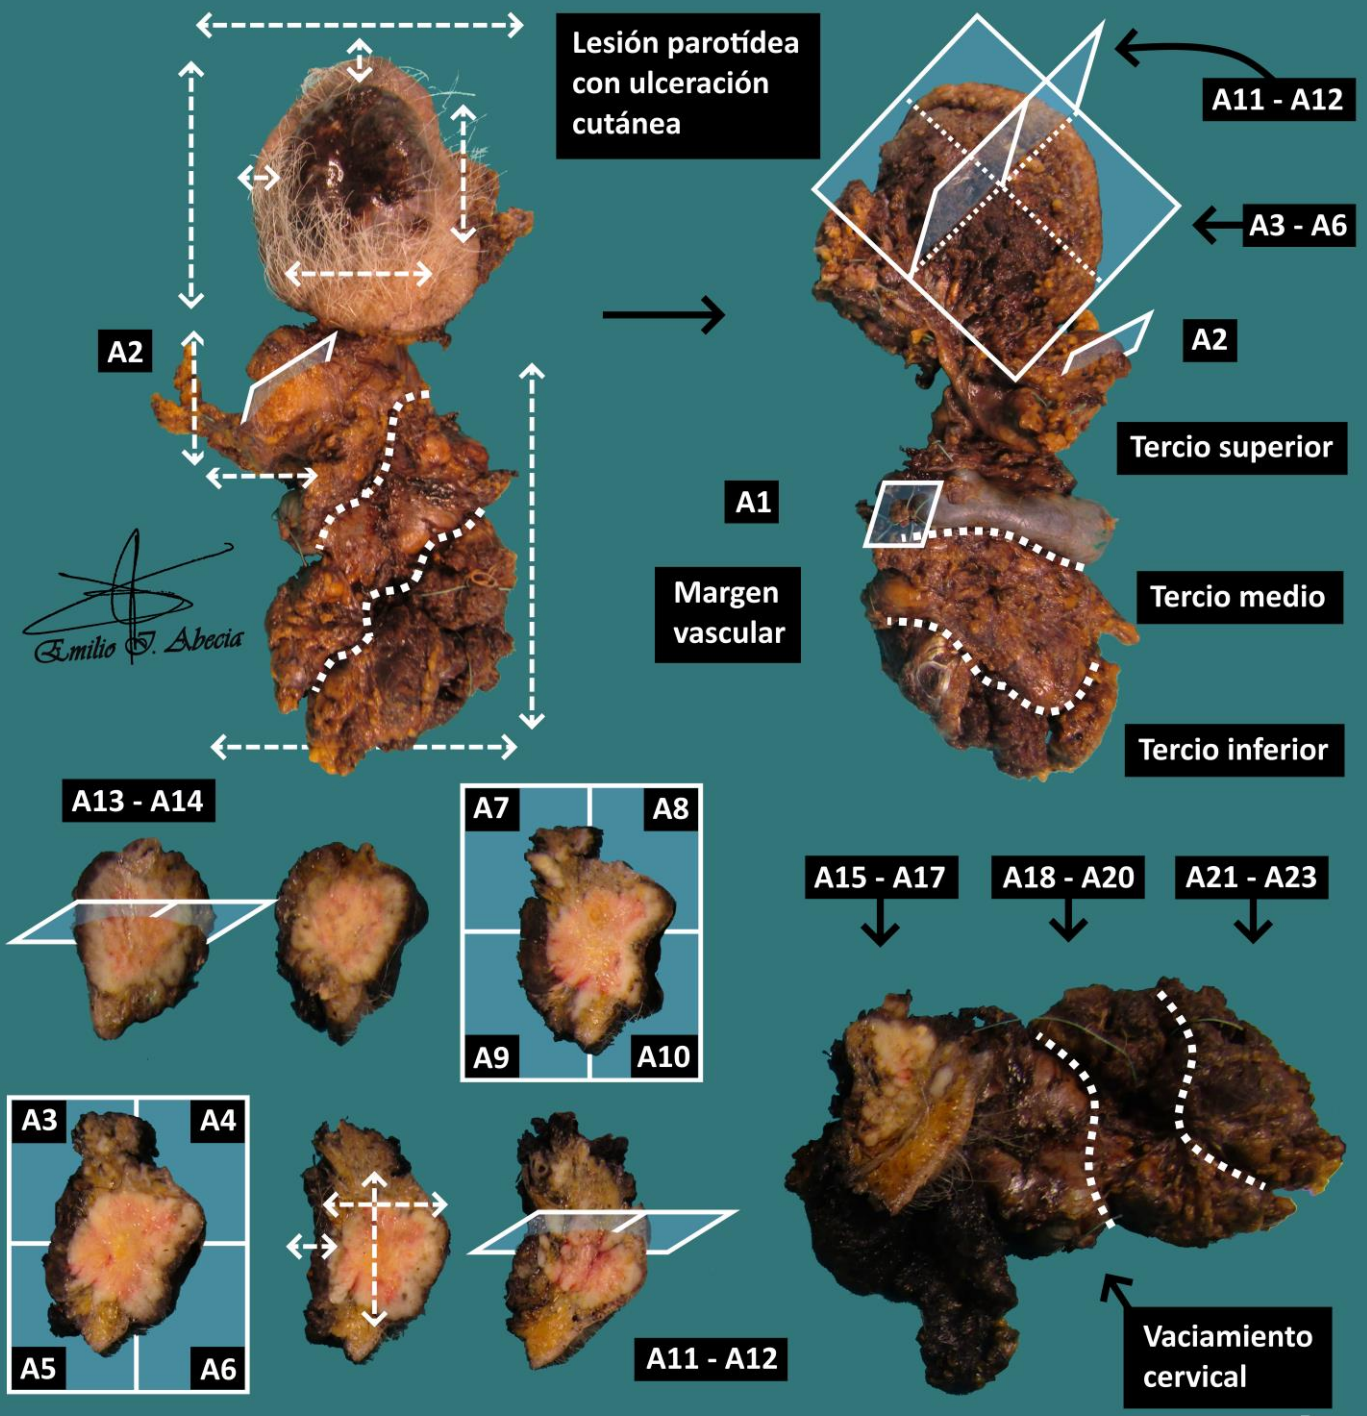 Lesión parotídea
con ulceración
cutánea
A11 - A12
A3 - A6
A2
A2
Tercio superior
A1
Margen
vascular
Tercio medio
Emilio J. Abecia
Tercio inferior
A13 - A14
A7
A8
A9
A10
A15 - A17
A18 - A20
A21 - A23
A3
A4
A5
A6
A11 - A12
Vaciamiento
cervical